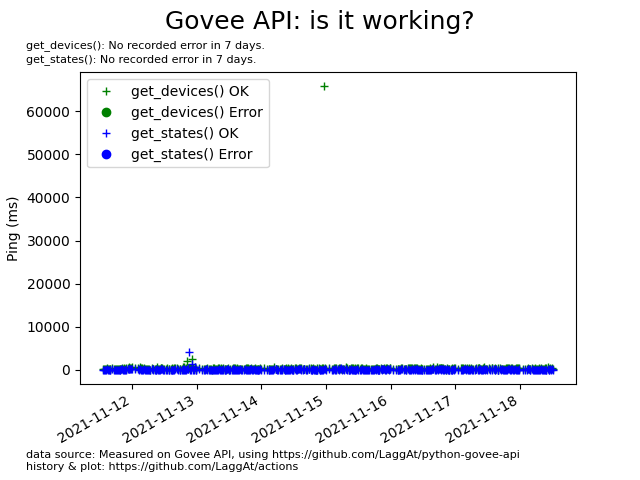 Govee API: is it working?
get_devices(): No recorded error in 7 days.
get_states(): No recorded error in 7 days.
get_devices() OK
get_devices() Error
get_states() OK
get_states() Error
Ping (ms)
60000
50000
40000
30000
20000
10000
0
2021-11-12
2021-11-13
2021-11-14
2021-11-15
2021-11-16
2021-11-17
2021-11-18
data source: Measured on Govee API, using https://github.com/LaggAt/python-govee-api
history & plot: https://github.com/LaggAt/actions